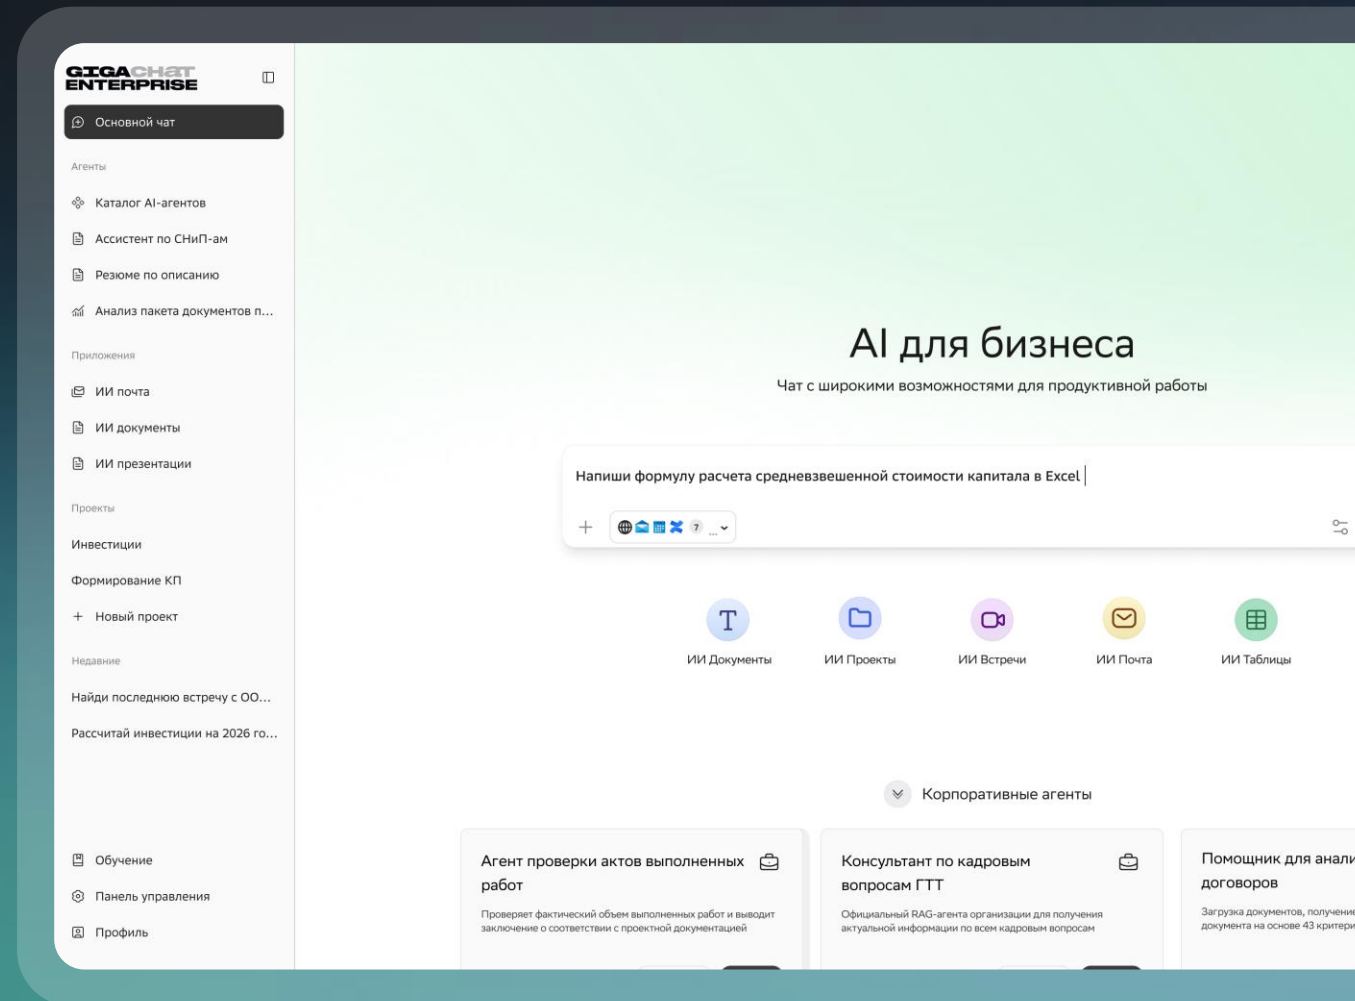 GIGACHAT
ENTERPRISE
Основной чат
Агенты
Каталог AI-агентов
Ассистент по СНиП-ам
Резюме по описанию
Анализ пакета документов п...
Приложения
ИИ почта
ИИ документы
ИИ презентации
Проекты
Инвестиции
Формирование КП
+ Новый проект
Недавние
Найди последнюю встречу с ОО...
Рассчитай инвестиции на 2026 го...
Обучение
Панель управления
Профиль
AI для бизнеса
Чат с широкими возможностями для продуктивной работы
Напиши формулу расчета средневзвешенной стоимости капитала в Excel
7 ...
T
ИИ Документы
ИИ Проекты
ИИ Встречи
ИИ Почта
ИИ Таблицы
Корпоративные агенты
Агент проверки актов выполненных
работ
Проверяет фактический объем выполненных работ и выводит
заключение о соответствии с проектной документацией
Консультант по кадровым
вопросам ГТТ
Официальный RAG-агента организации для получения
актуальной информации по всем кадровым вопросам
Помощник для анали
договоров
Загрузка документов, получение
документа на основе 43 критери